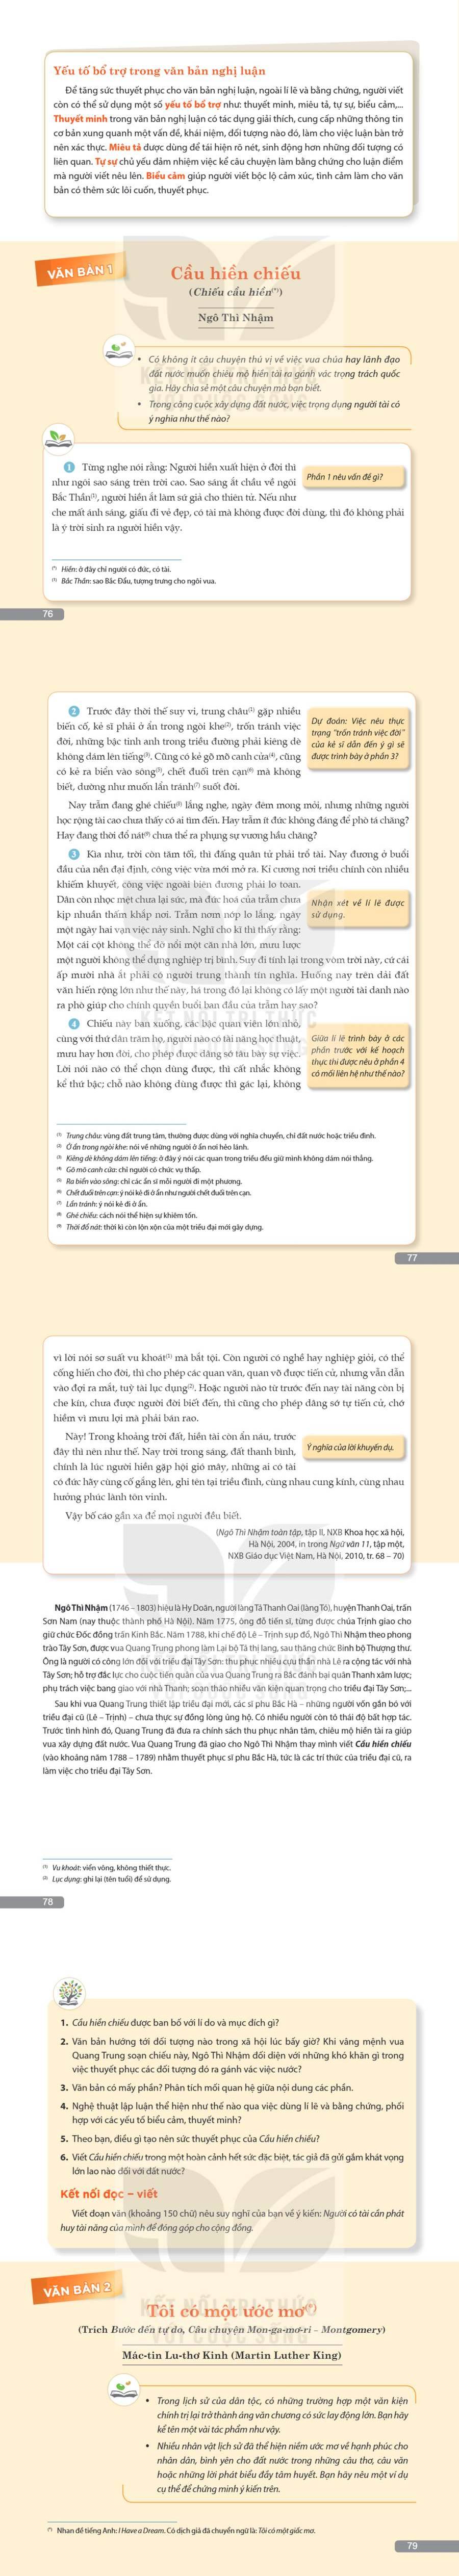 Yếu tố bổ trợ trong văn bản nghị luận
Để tăng sức thuyết phục cho văn bản nghị luận, ngoài lí lẽ và bằng chứng, người viết
còn có thể sử dụng một số yếu tố bổ trợ như: thuyết minh, miêu tả, tự sự, biểu cảm,...
Thuyết minh trong văn bản nghị luận có tác dụng giải thích, cung cấp những thông tin
cơ bản xung quanh một vấn đề, khái niệm, đối tượng nào đó, làm cho việc luận bàn trở
nên xác thực. Miêu tả được dùng để tái hiện rõ nét, sinh động hơn những đối tượng có
liên quan. Tự sự chủ yếu đảm nhiệm việc kể câu chuyện làm bằng chứng cho luận điểm
mà người viết nêu lên. Biểu cảm giúp người viết bộc lộ cảm xúc, tình cảm làm cho văn
bản có thêm sức lôi cuốn, thuyết phục.
VĂN BẢN 1
Cầu hiền chiếu
(Chiếu cầu hiền(*))
Ngô Thì Nhậm
• Có không ít câu chuyện thú vị về việc vua chúa hay lãnh đạo
đất nước muốn chiêu mộ hiền tài ra gánh vác trọng trách quốc
gia. Hãy chia sẻ một câu chuyện mà bạn biết.
• Trong công cuộc xây dựng đất nước, việc trọng dụng người tài có
ý nghĩa như thế nào?
KẾT NỐI TRI THỨC
VỚI CUỘC SỐNG
1 Từng nghe nói rằng: Người hiền xuất hiện ở đời thì
như ngôi sao sáng trên trời cao. Sao sáng ắt chầu về ngôi
Bắc Thần(1), người hiền ắt làm sứ giả cho thiên tử. Nếu như
che mất ánh sáng, giấu đi vẻ đẹp, có tài mà không được đời dùng, thì đó không phải
là ý trời sinh ra người hiền vậy.
Phần 1 nêu vấn đề gì?
(*) Hiền: ở đây chỉ người có đức, có tài.
(1) Bắc Thần: sao Bắc Đẩu, tượng trưng cho ngôi vua.
76
2 Trước đây thời thế suy vi, trung châu(1) gặp nhiều
biến cố, kẻ sĩ phải ở ẩn trong ngòi khe(2), trốn tránh việc
đời, những bậc tinh anh trong triều đường phải kiêng dè
không dám lên tiếng(3). Cũng có kẻ gõ mõ canh cửa(4), cũng
có kẻ ra biển vào sông(5), chết đuối trên cạn(6) mà không
biết, dường như muốn lẩn tránh(7) suốt đời.
Dự đoán: Việc nêu thực
trạng "trốn tránh việc đời"
của kẻ sĩ dẫn đến ý gì sẽ
được trình bày ở phần 3?
Nay trẫm đang ghé chiếu(8) lắng nghe, ngày đêm mong mỏi, nhưng những người
học rộng tài cao chưa thấy có ai tìm đến. Hay trẫm ít đức không đáng để phò tá chăng?
Hay đang thời đổ nát(9) chưa thể ra phụng sự vương hầu chăng?
3 Kìa như, trời còn tăm tối, thì đấng quân tử phải trổ tài. Nay đương ở buổi
đầu của nền đại định, công việc vừa mới mở ra. Kỉ cương nơi triều chính còn nhiều
khiếm khuyết, công việc ngoài biên đương phải lo toan.
Dân còn nhọc mệt chưa lại sức, mà đức hoá của trẫm chưa
kịp nhuần thấm khắp nơi. Trẫm nơm nớp lo lắng, ngày
một ngày hai vạn việc nảy sinh. Nghĩ cho kĩ thì thấy rằng:
Một cái cột không thể đỡ nổi một căn nhà lớn, mưu lược
một người không thể dựng nghiệp trị bình. Suy đi tính lại trong vòm trời này, cứ cái
ấp mười nhà ắt phải có người trung thành tín nghĩa. Huống nay trên dải đất
văn hiến rộng lớn như thế này, há trong đó lại không có lấy một người tài danh nào
ra phò giúp cho chính quyền buổi ban đầu của trẫm hay sao?
Nhận xét về lí lẽ được
sử dụng.
KẾT NỐI TRI THỨC
VỚI CUỘC SỐNG
4 Chiếu này ban xuống, các bậc quan viên lớn nhỏ,
cùng với thứ dân trăm họ, người nào có tài năng học thuật,
mưu hay hơn đời, cho phép được dâng sớ tâu bày sự việc.
Lời nói nào có thể chọn dùng được, thì cất nhắc không
kể thứ bậc; chỗ nào không dùng được thì gác lại, không
Giữa lí lẽ trình bày ở các
phần trước với kế hoạch
thực thi được nêu ở phần 4
có mối liên hệ như thế nào?
(1) Trung châu: vùng đất trung tâm, thường được dùng với nghĩa chuyển, chỉ đất nước hoặc triều đình.
(2) Ở ẩn trong ngòi khe: nói về những người ở ẩn nơi hẻo lánh.
(3) Kiêng dè không dám lên tiếng: ở đây ý nói các quan trong triều đều giữ mình không dám nói thẳng.
(4) Gõ mõ canh cửa: chỉ người có chức vụ thấp.
(5) Ra biển vào sông: chỉ các ẩn sĩ mỗi người đi một phương.
(6) Chết đuối trên cạn: ý nói kẻ đi ở ẩn như người chết đuối trên cạn.
(7) Lẩn tránh: ý nói kẻ đi ở ẩn.
(8) Ghé chiếu: cách nói thể hiện sự khiêm tốn.
(9) Thời đổ nát: thời kì còn lộn xộn của một triều đại mới gây dựng.
77
vì lời nói sơ suất vu khoát(1) mà bắt tội. Còn người có nghề hay nghiệp giỏi, có thể
cống hiến cho đời, thì cho phép các quan văn, quan võ được tiến cử, nhưng vẫn dẫn
vào đợi ra mắt, tuỳ tài lục dụng(2). Hoặc người nào từ trước đến nay tài năng còn bị
che kín, chưa được người đời biết đến, thì cũng cho phép dâng sớ tự tiến cử, chớ
hiềm vì mưu lợi mà phải bán rao.
Này! Trong khoảng trời đất, hiền tài còn ẩn náu, trước
đây thì nên như thế. Nay trời trong sáng, đất thanh bình,
chính là lúc người hiền gặp hội gió mây, những ai có tài
có đức hãy cùng cố gắng lên, ghi tên tại triều đình, cùng nhau cung kính, cùng nhau
hưởng phúc lành tôn vinh.
Ý nghĩa của lời khuyến dụ.
Vậy bố cáo gần xa để mọi người đều biết.
(Ngô Thì Nhậm toàn tập, tập II, NXB Khoa học xã hội,
Hà Nội, 2004, in trong Ngữ văn 11, tập một,
NXB Giáo dục Việt Nam, Hà Nội, 2010, tr. 68 – 70)
Ngô Thì Nhậm (1746 – 1803) hiệu là Hy Doãn, người làng Tả Thanh Oai (làng Tó), huyện Thanh Oai, trấn
Sơn Nam (nay thuộc thành phố Hà Nội). Năm 1775, ông đỗ tiến sĩ, từng được chúa Trịnh giao cho
giữ chức Đốc đồng trấn Kinh Bắc. Năm 1788, khi chế độ Lê – Trịnh sụp đổ, Ngô Thì Nhậm theo phong
trào Tây Sơn, được vua Quang Trung phong làm Lại bộ Tả thị lang, sau thăng chức Binh bộ Thượng thư.
Ông là người có công lớn đối với triều đại Tây Sơn: thu phục nhiều cựu thần nhà Lê ra cộng tác với nhà
Tây Sơn; hỗ trợ đắc lực cho cuộc tiến quân của vua Quang Trung ra Bắc đánh bại quân Thanh xâm lược;
phụ trách việc bang giao với nhà Thanh; soạn thảo nhiều văn kiện quan trọng cho triều đại Tây Sơn;...
KẾT NỐI TRI THỨC
VỚI CUỘC SỐNG
Sau khi vua Quang Trung thiết lập triều đại mới, các sĩ phu Bắc Hà – những người vốn gắn bó với
triều đại cũ (Lê – Trịnh) – chưa thực sự đồng lòng ủng hộ. Có nhiều người còn tỏ thái độ bất hợp tác.
Trước tình hình đó, Quang Trung đã đưa ra chính sách thu phục nhân tâm, chiêu mộ hiền tài ra giúp
vua xây dựng đất nước. Vua Quang Trung đã giao cho Ngô Thì Nhậm thay mình viết Cầu hiền chiếu
(vào khoảng năm 1788 – 1789) nhằm thuyết phục sĩ phu Bắc Hà, tức là các trí thức của triều đại cũ, ra
làm việc cho triều đại Tây Sơn.
(1) Vu khoát: viển vông, không thiết thực.
(2) Lục dụng: ghi lại (tên tuổi) để sử dụng.
78
1. Cầu hiền chiếu được ban bố với lí do và mục đích gì?
2. Văn bản hướng tới đối tượng nào trong xã hội lúc bấy giờ? Khi vâng mệnh vua
Quang Trung soạn chiếu này, Ngô Thì Nhậm đối diện với những khó khăn gì trong
việc thuyết phục các đối tượng đó ra gánh vác việc nước?
3. Văn bản có mấy phần? Phân tích mối quan hệ giữa nội dung các phần.
4. Nghệ thuật lập luận thể hiện như thế nào qua việc dùng lí lẽ và bằng chứng, phối
hợp với các yếu tố biểu cảm, thuyết minh?
5. Theo bạn, điều gì tạo nên sức thuyết phục của Cầu hiền chiếu?
6. Viết Cầu hiền chiếu trong một hoàn cảnh hết sức đặc biệt, tác giả đã gửi gắm khát vọng
lớn lao nào đối với đất nước?
Kết nối đọc – viết
Viết đoạn văn (khoảng 150 chữ) nêu suy nghĩ của bạn về ý kiến: Người có tài cần phát
huy tài năng của mình để đóng góp cho cộng đồng.
VĂN BẢN 2
Tôi có một ước mơ(*)
(Trích Bước đến tự do, Câu chuyện Mon-ga-mơ-ri – Montgomery)
KẾT NỐI TRI THỨC
VỚI CUỘC SỐNG
Mác-tin Lu-thơ Kinh (Martin Luther King)
• Trong lịch sử của dân tộc, có những trường hợp một văn kiện
chính trị lại trở thành áng văn chương có sức lay động lớn. Bạn hãy
kể tên một vài tác phẩm như vậy.
• Nhiều nhân vật lịch sử đã thể hiện niềm ước mơ về hạnh phúc cho
nhân dân, bình yên cho đất nước trong những câu thơ, câu văn
hoặc những lời phát biểu đầy tâm huyết. Bạn hãy nêu một ví dụ
cụ thể để chứng minh ý kiến trên.
(*) Nhan đề tiếng Anh: I Have a Dream. Có dịch giả đã chuyển ngữ là: Tôi có một giấc mơ.
79